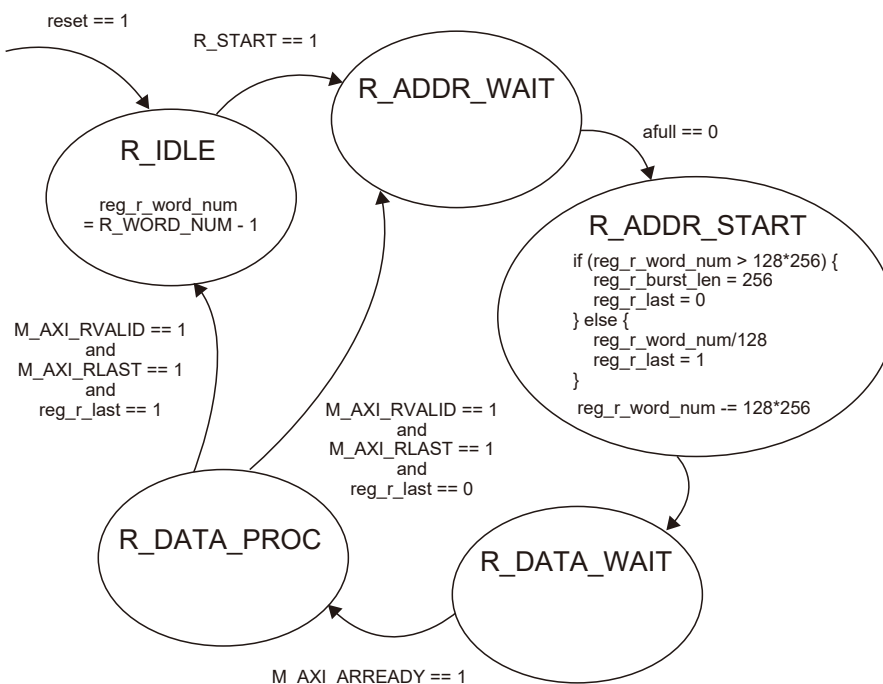 reset == 1
R_START == 1
R_ADDR_WAIT
afull == 0
R_IDLE
reg_r_word_num
= R_WORD_NUM - 1
R_ADDR_START
if (reg_r_word_num > 128*256) {
reg_r_burst_len = 256
reg_r_last = 0
} else {
reg_r_word_num/128
reg_r_last = 1
}
reg_r_word_num -= 128*256
M_AXI_RVALID == 1
and
M_AXI_RLAST == 1
and
reg_r_last == 1
M_AXI_RVALID == 1
and
M_AXI_RLAST == 1
and
reg_r_last == 0
R_DATA_PROC
R_DATA_WAIT
M_AXI_ARREADY == 1